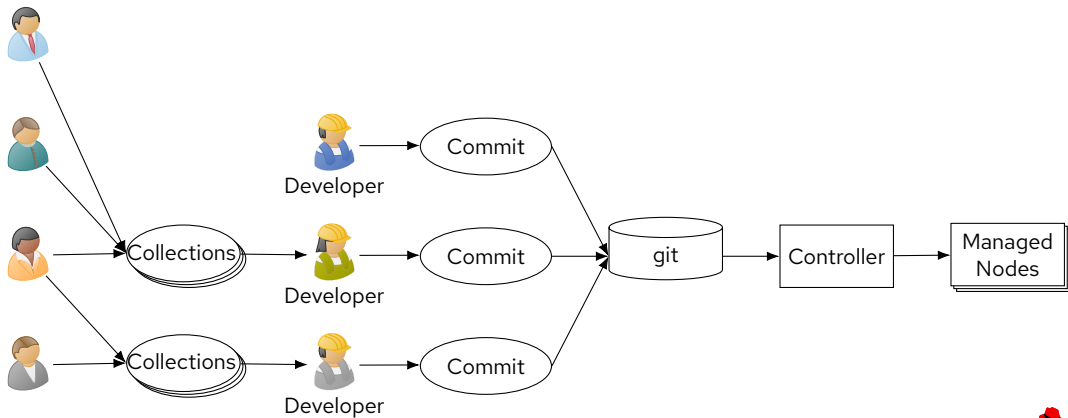 Commit
Developer
Collections
Commit
git
Controller
Managed
Nodes
Developer
Collections
Commit
Developer